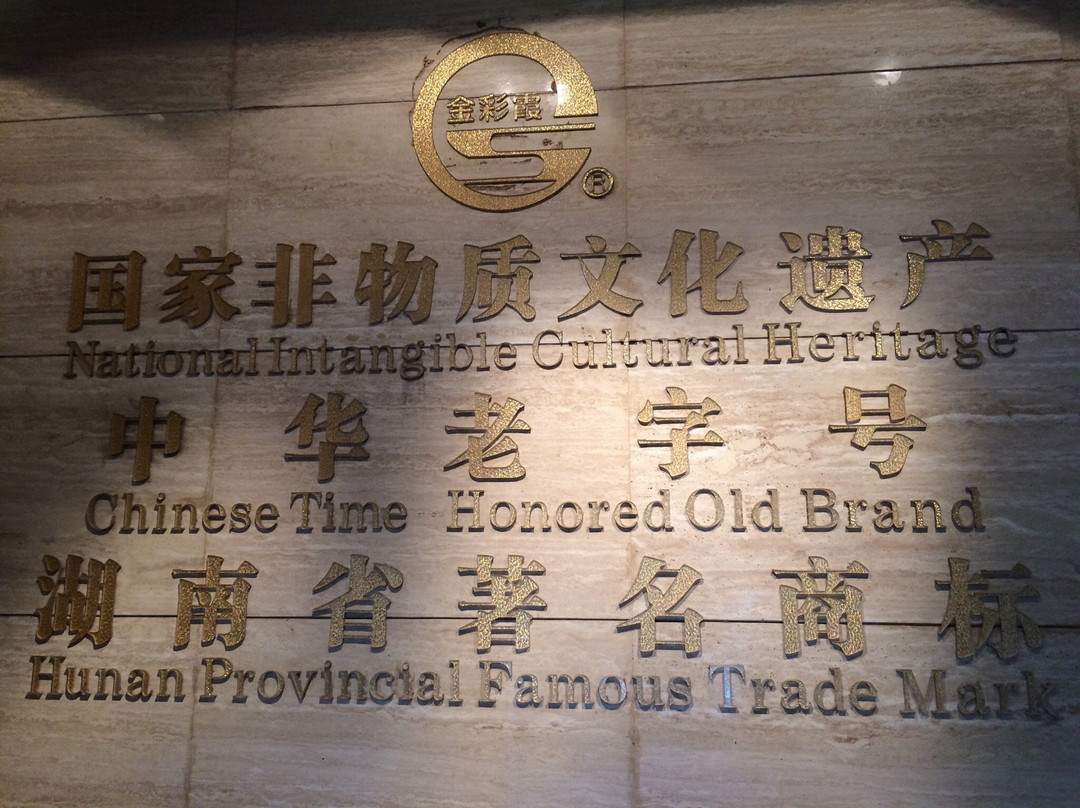 金彩霞
®
国家非物质文化遗产
National Intangible Cultural Heritage
中华老字号
Chinese Time Honored Old Brand
湖南省著名商标
Hunan Provincial Famous Trade Mark